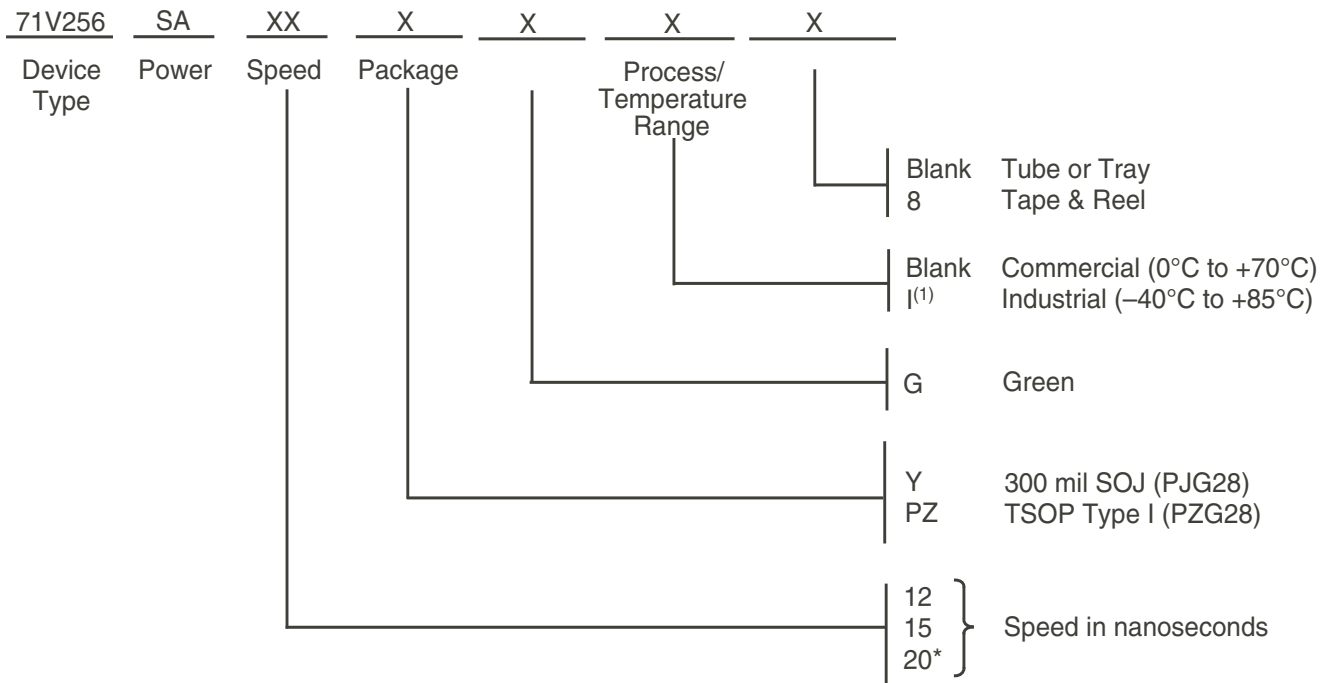 71V256 SA XX X X X X
Device Type Power Speed Package Process/ Temperature Range
Blank Tube or Tray
8 Tape & Reel
Blank Commercial (0°C to +70°C)
I(1) Industrial (–40°C to +85°C)
G Green
Y 300 mil SOJ (PJG28)
PZ TSOP Type I (PZG28)
12
15 Speed in nanoseconds
20*